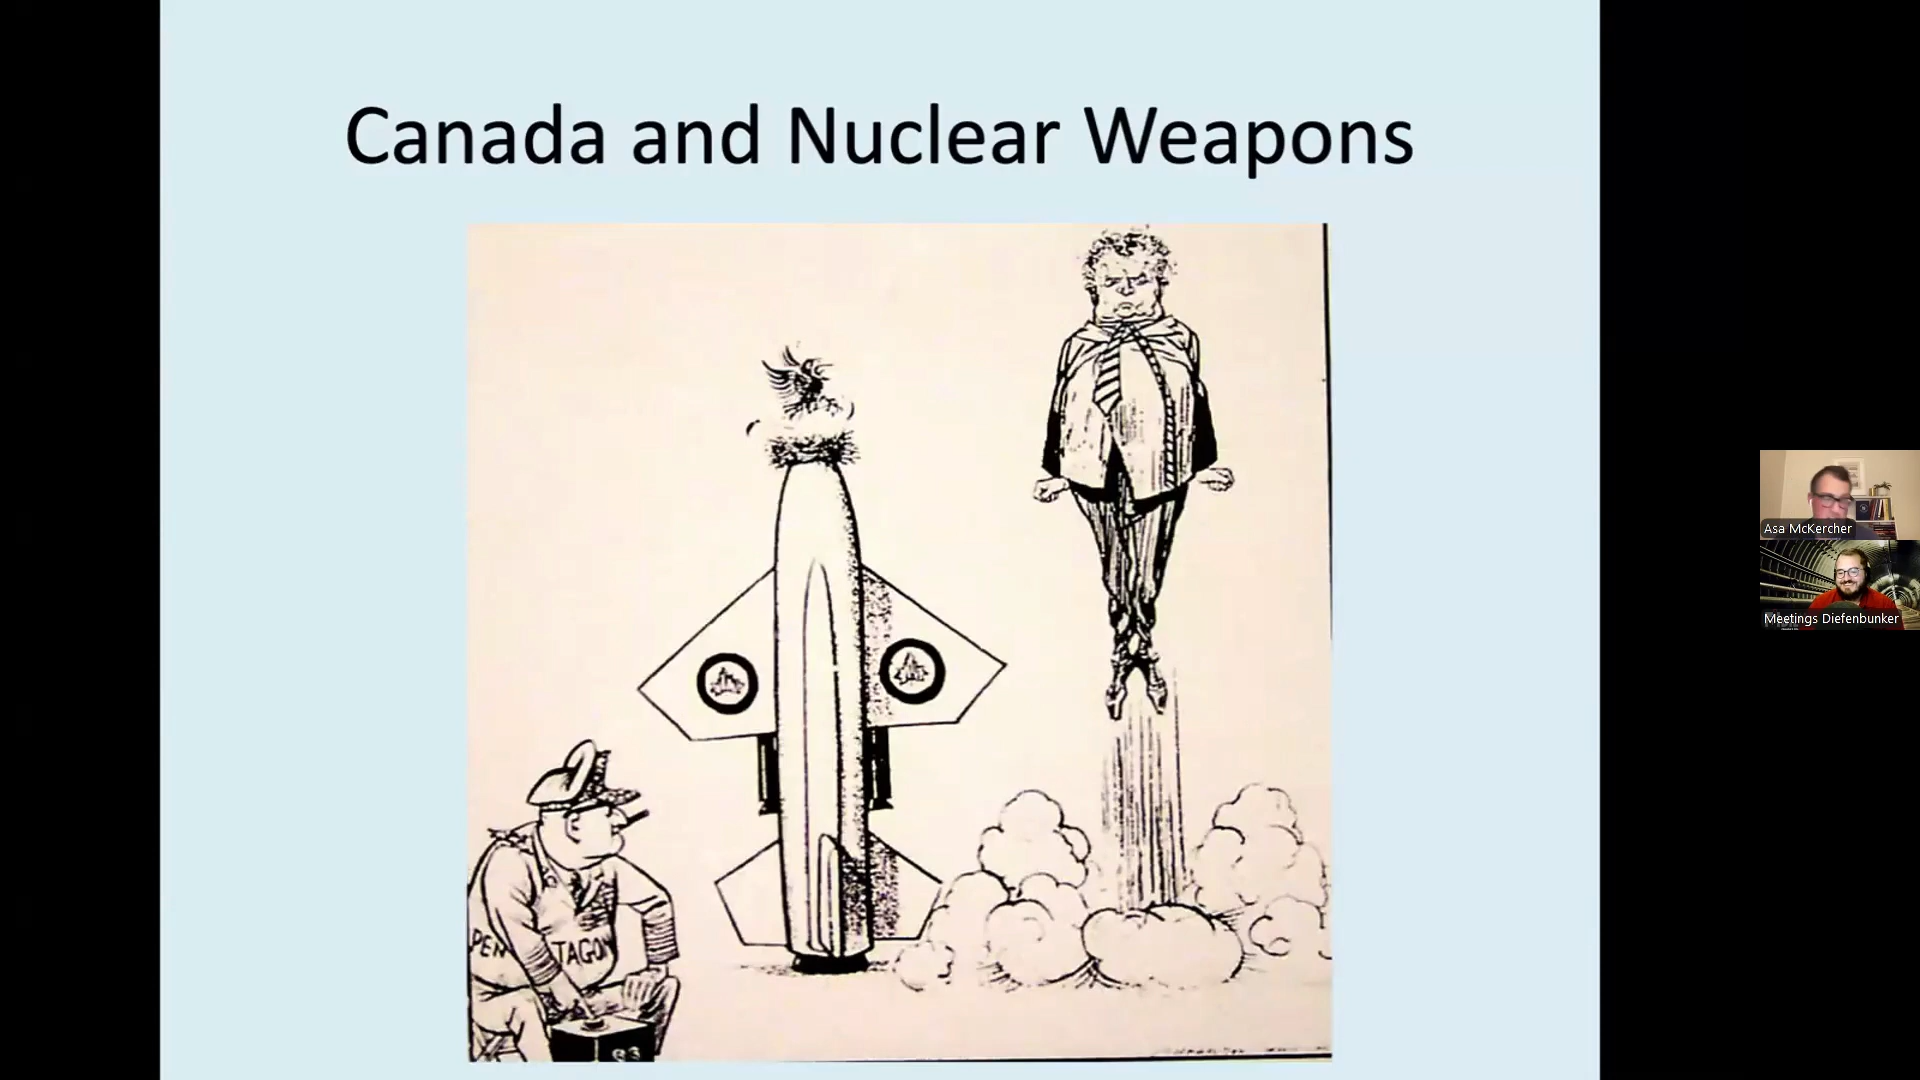 Canada and Nuclear Weapons
PEN TAGON
Asa McKercher
Meetings Diefenbunker